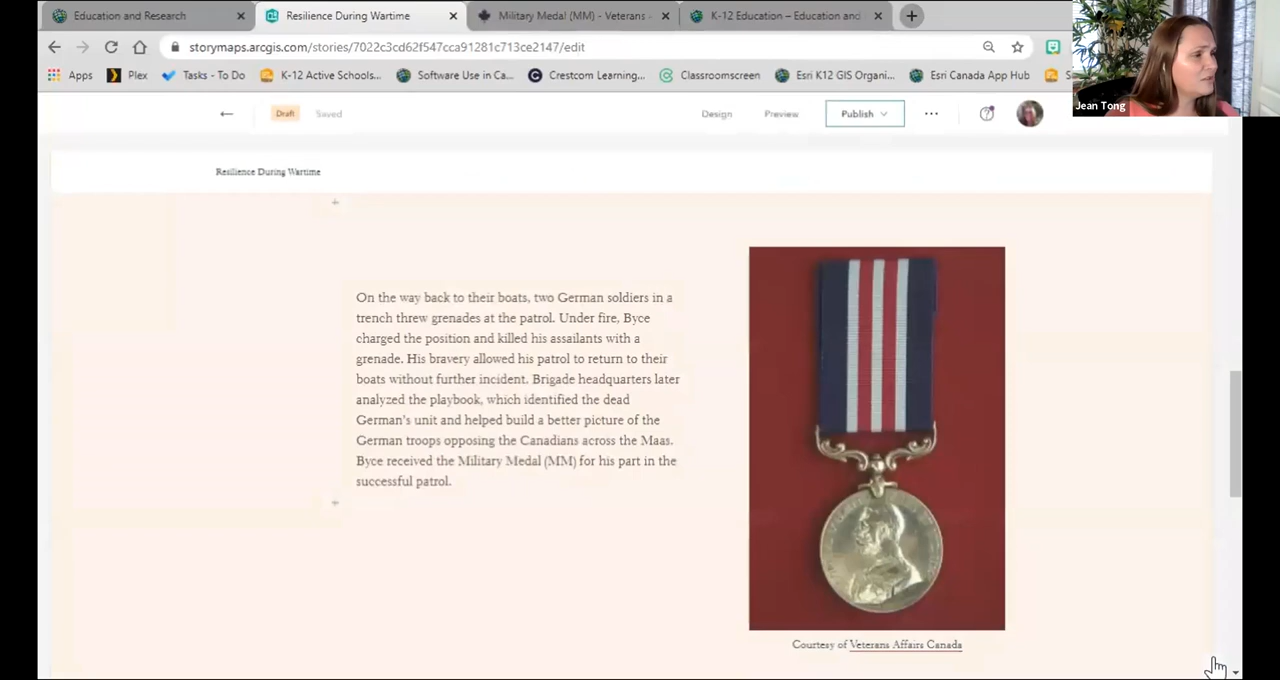 Education and Research
Resilience During Wartime
Military Medal (MM) - Veterans
K-12 Education – Education and
storymaps.arcgis.com/stories/7022c3cd62f547cca91281c713ce2147/edit
Apps
Plex
Tasks - To Do
K-12 Active Schools...
Software Use in Ca...
Crestcom Learning,...
Classroomscreen
Esri K12 GIS Organi...
Esri Canada App Hub
Jean Tong
Draft
Saved
Design
Preview
Publish
Resilience During Wartime
On the way back to their boats, two German soldiers in a
trench threw grenades at the patrol. Under fire, Byce
charged the position and killed his assailants with a
grenade. His bravery allowed his patrol to return to their
boats without further incident. Brigade headquarters later
analyzed the playbook, which identified the dead
German's unit and helped build a better picture of the
German troops opposing the Canadians across the Maas.
Byce received the Military Medal (MM) for his part in the
successful patrol.
Courtesy of Veterans Affairs Canada